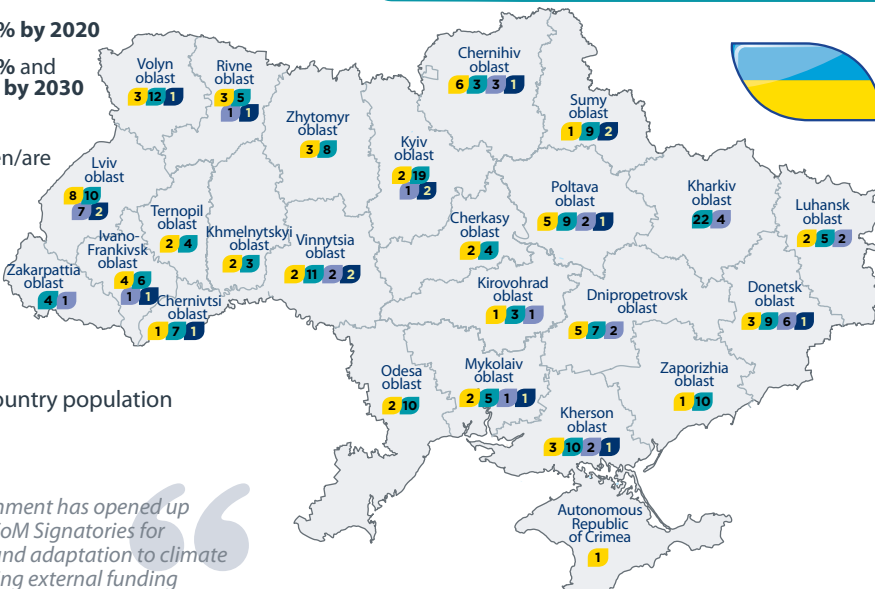 % by 2020
% and
by 2030
en/are
ountry population
nment has opened up
oM Signatories for
and adaptation to climate
ing external funding
Volyn
oblast
3 12 1
Rivne
oblast
3 5
1 1
Zhytomyr
oblast
3 8
Chernihiv
oblast
6 3 3 1
Sumy
oblast
1 9 2
Kyiv
oblast
2 19
1 2
Lviv
oblast
8 10
7 2
Ternopil
oblast
2 4
Khmelnytskyi
oblast
2 3
Vinnytsia
oblast
2 11 2 2
Cherkasy
oblast
2 4
Poltava
oblast
5 9 2 1
Kharkiv
oblast
22 4
Luhansk
oblast
2 5 2
Zakarpattia
oblast
4 1
Ivano-
Frankivsk
oblast
4 6
1 1
Chernivtsi
oblast
1 7 1
Kirovohrad
oblast
1 3 1
Dnipropetrovsk
oblast
5 7 2
Donetsk
oblast
3 9 6 1
Odesa
oblast
2 10
Mykolaiv
oblast
2 5 1 1
Zaporizhia
oblast
1 10
Kherson
oblast
3 10 2 1
Autonomous
Republic
of Crimea
1